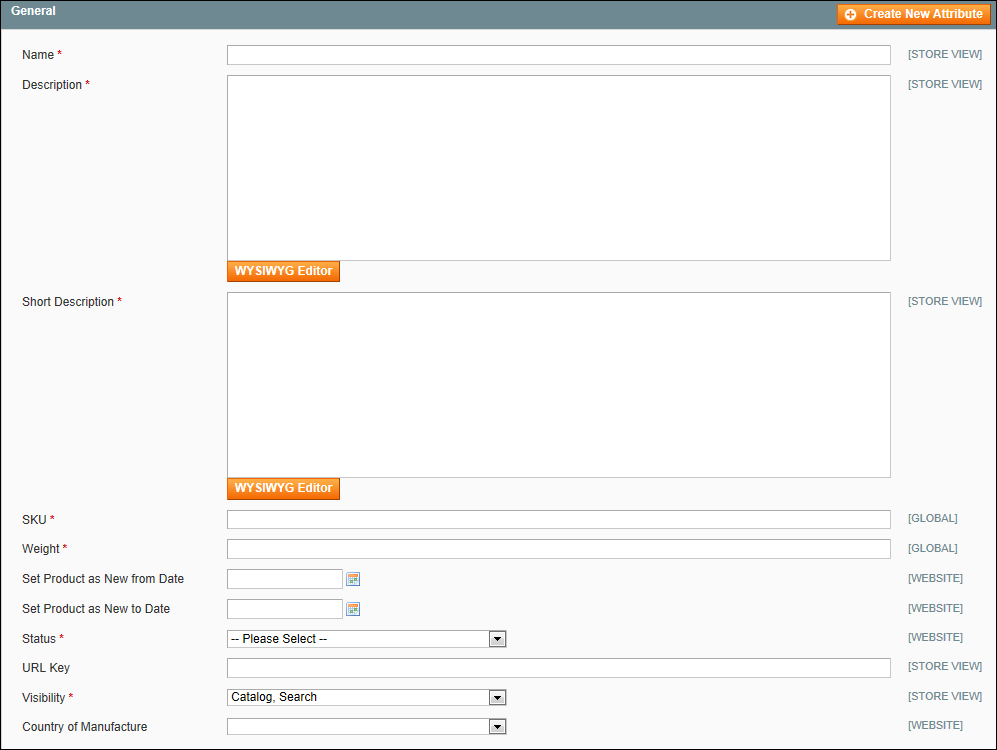 General Create New Attribute
Name * [STORE VIEW]
Description * [STORE VIEW]
WYSIWYG Editor
Short Description * [STORE VIEW]
WYSIWYG Editor
SKU * [GLOBAL]
Weight * [GLOBAL]
Set Product as New from Date [WEBSITE]
Set Product as New to Date [WEBSITE]
Status * -- Please Select -- [WEBSITE]
URL Key [STORE VIEW]
Visibility * Catalog, Search [STORE VIEW]
Country of Manufacture [WEBSITE]